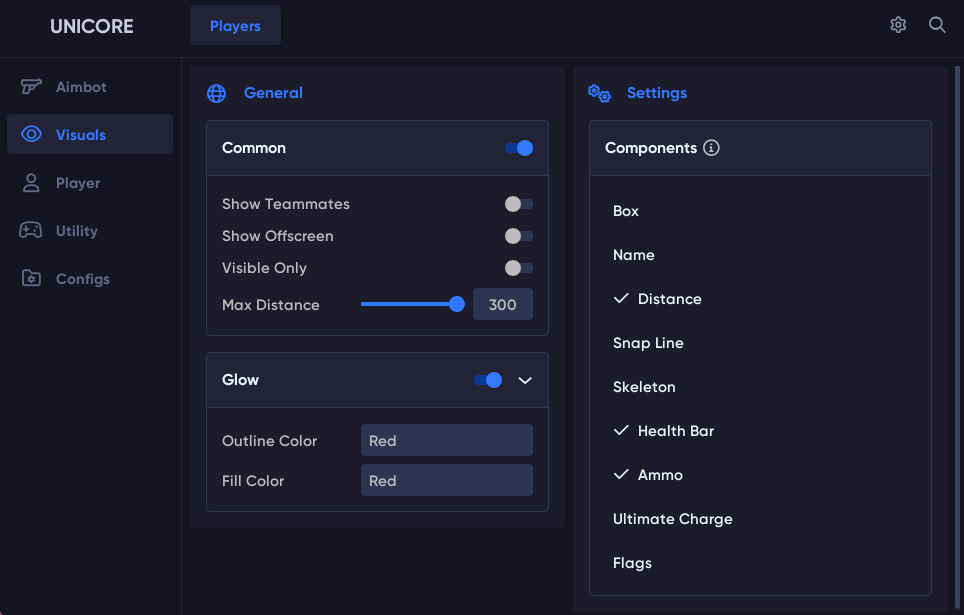 UNICORE
Players
Aimbot
Visuals
Player
Utility
Configs
General
Common
Show Teammates
Show Offscreen
Visible Only
Max Distance 300
Glow
Outline Color Red
Fill Color Red
Settings
Components
Box
Name
Distance
Snap Line
Skeleton
Health Bar
Ammo
Ultimate Charge
Flags